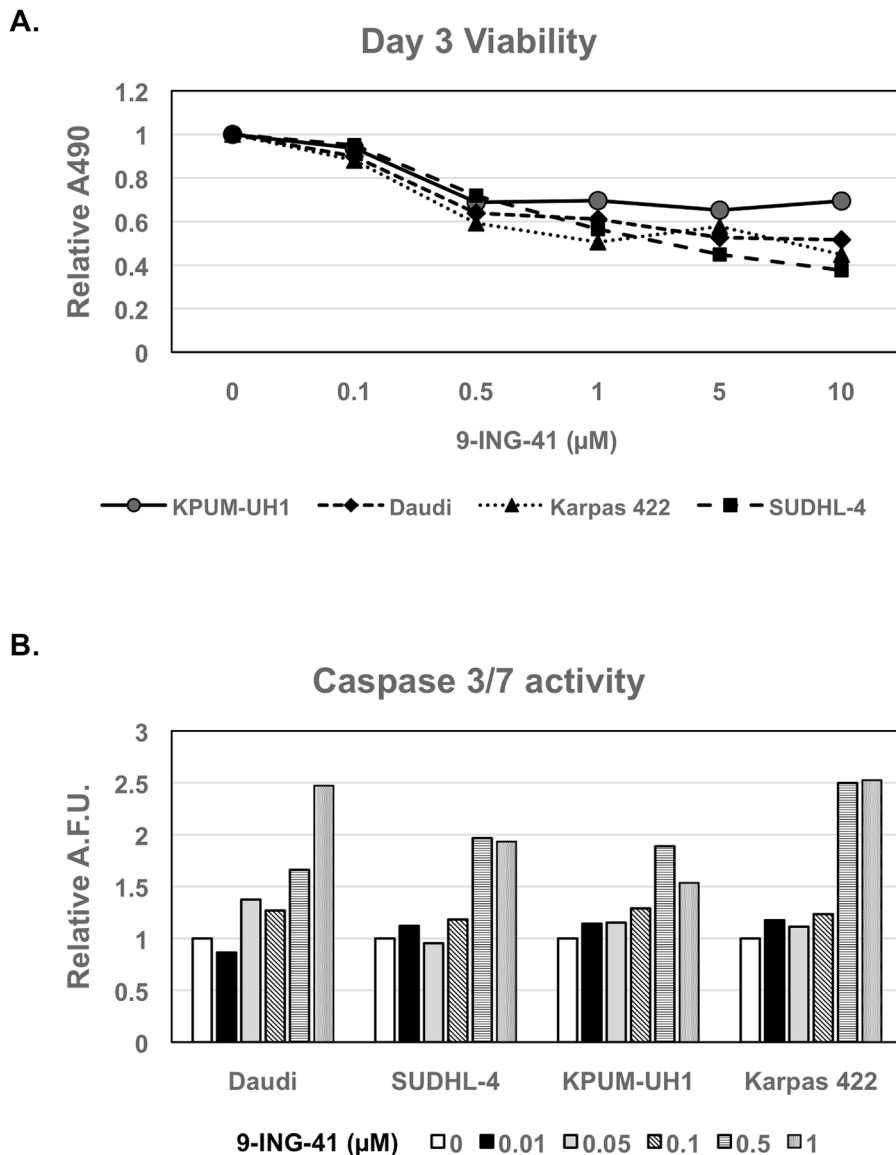 A.
Day 3 Viability
1.2
1
0.8
0.6
0.4
0.2
0
Relative A490
0 0.1 0.5 1 5 10
9-ING-41 (µM)
KPUM-UH1 Daudi Karpas 422 SUDHL-4
B.
Caspase 3/7 activity
3
2.5
2
1.5
1
0.5
0
Relative A.F.U.
Daudi SUDHL-4 KPUM-UH1 Karpas 422
9-ING-41 (µM) 0 0.01 0.05 0.1 0.5 1